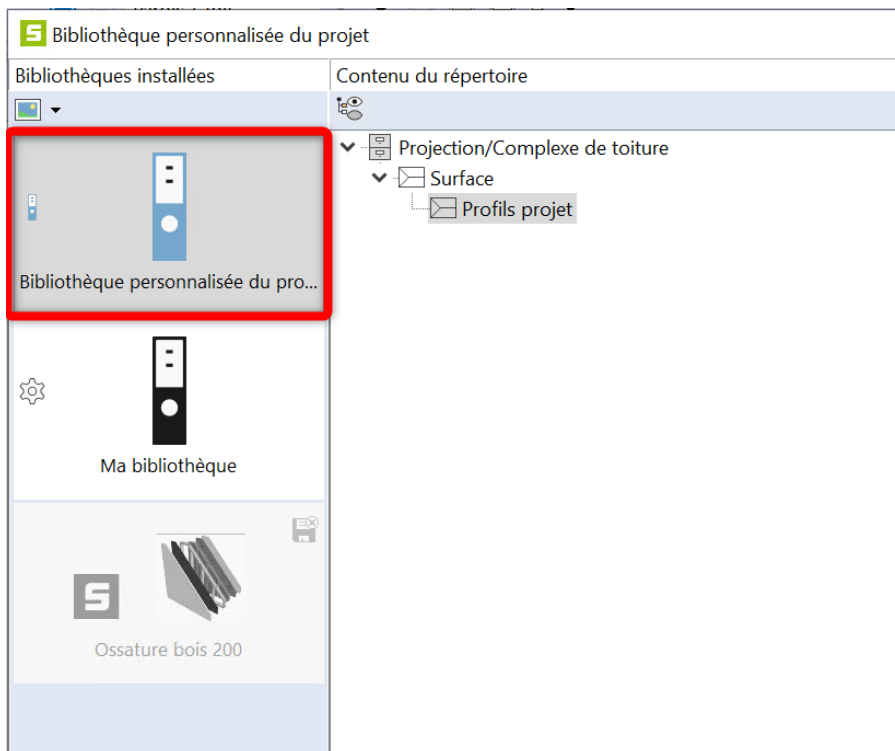 Bibliothèque personnalisée du projet
Bibliothèques installées
Contenu du répertoire
Projection/Complexe de toiture
Surface
Profils projet
Bibliothèque personnalisée du pro...
Ma bibliothèque
Ossature bois 200